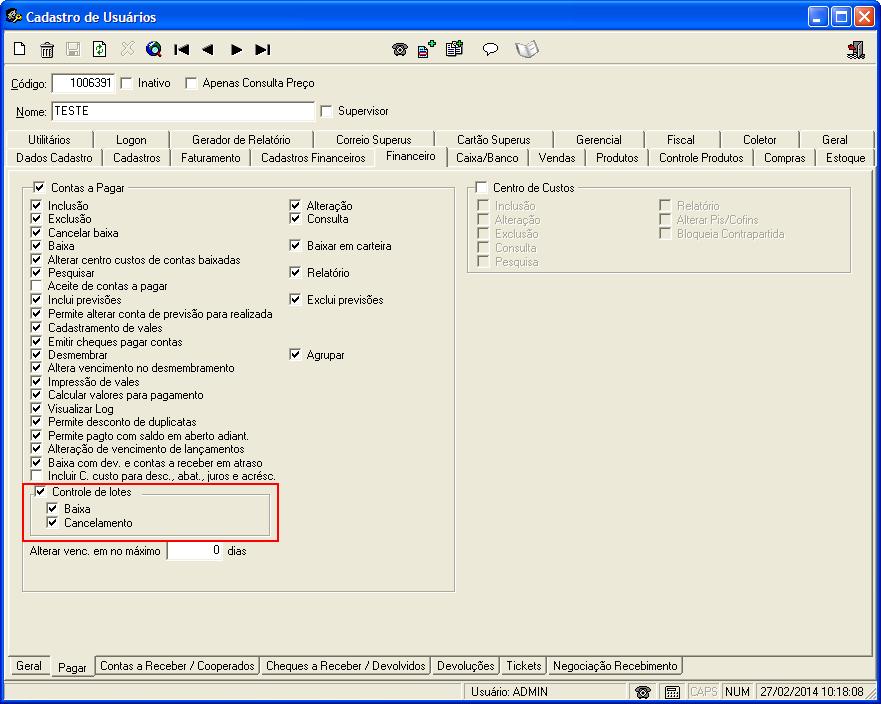 Cadastro de Usuários
Código: 1006391 Inativo Apenas Consulta Preço
Nome: TESTE Supervisor
Utilitários Logon Gerador de Relatório Correio Superus Cartão Superus Gerencial Fiscal Coletor Geral
Dados Cadastro Cadastros Faturamento Cadastros Financeiros Financeiro Caixa/Banco Vendas Produtos Controle Produtos Compras Estoque
Contas a Pagar
Inclusão Alteração
Exclusão Consulta
Cancelar baixa
Baixa Baixar em carteira
Alterar centro custos de contas baixadas
Pesquisar Relatório
Aceite de contas a pagar
Inclui previsões Exclui previsões
Permite alterar conta de previsão para realizada
Cadastramento de vales
Emitir cheques pagar contas
Desmembrar Agrupar
Altera vencimento no desmembramento
Impressão de vales
Calcular valores para pagamento
Visualizar Log
Permite desconto de duplicatas
Permite pagto com saldo em aberto adiant.
Alteração de vencimento de lançamentos
Baixa com dev. e contas a receber em atraso
Incluir C. custo para desc., abat., juros e acrésc.
Controle de lotes
Baixa
Cancelamento
Alterar venc. em no máximo 0 dias
Centro de Custos
Inclusão Relatório
Alteração Alterar Pis/Cofins
Exclusão Bloqueia Contrapartida
Consulta
Pesquisa
Geral Pagar Contas a Receber / Cooperados Cheques a Receber / Devolvidos Devoluções Tickets Negociação Recebimento
Usuário: ADMIN CAPS NUM 27/02/2014 10:18:08